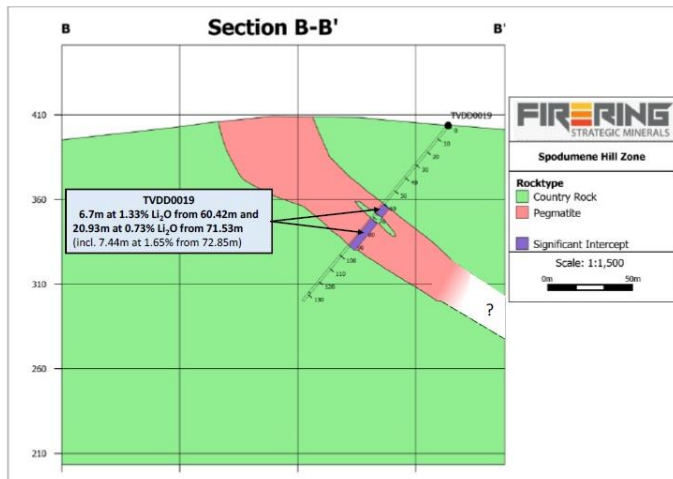 B
Section B-B'
B'
410
360
310
260
210
TVDD0019
0
10
20
30
40
50
60
80
90
100
110
120
130
TVDD0019
6.7m at 1.33% Li₂O from 60.42m and
20.93m at 0.73% Li₂O from 71.53m
(incl. 7.44m at 1.65% from 72.85m)
?
FIRERING
STRATEGIC MINERALS
Spodumene Hill Zone
Rocktype
Country Rock
Pegmatite
Significant Intercept
Scale: 1:1,500
0m
50m